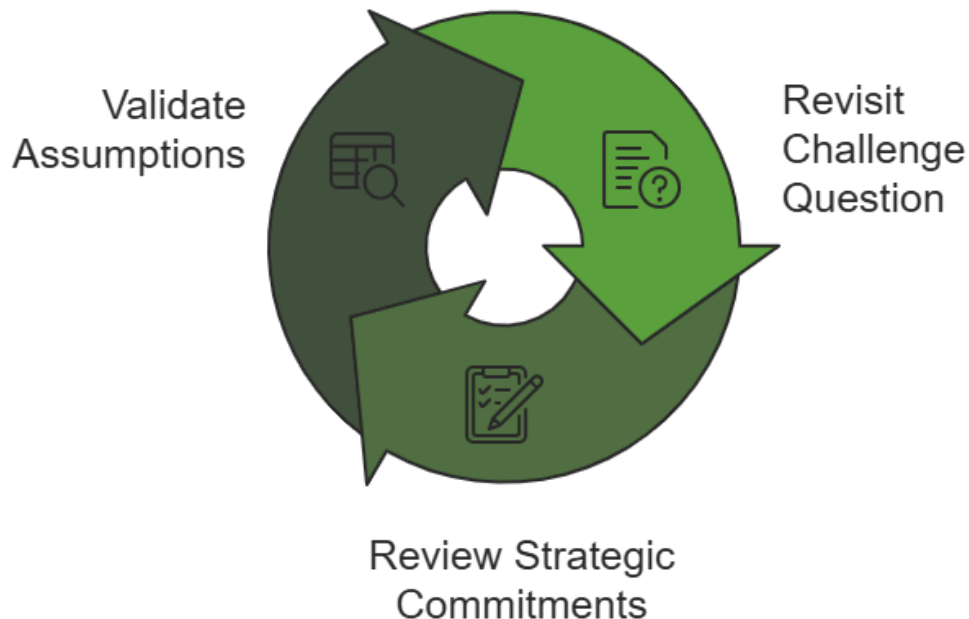 Validate
Assumptions
Revisit
Challenge
Question
?
Review Strategic
Commitments